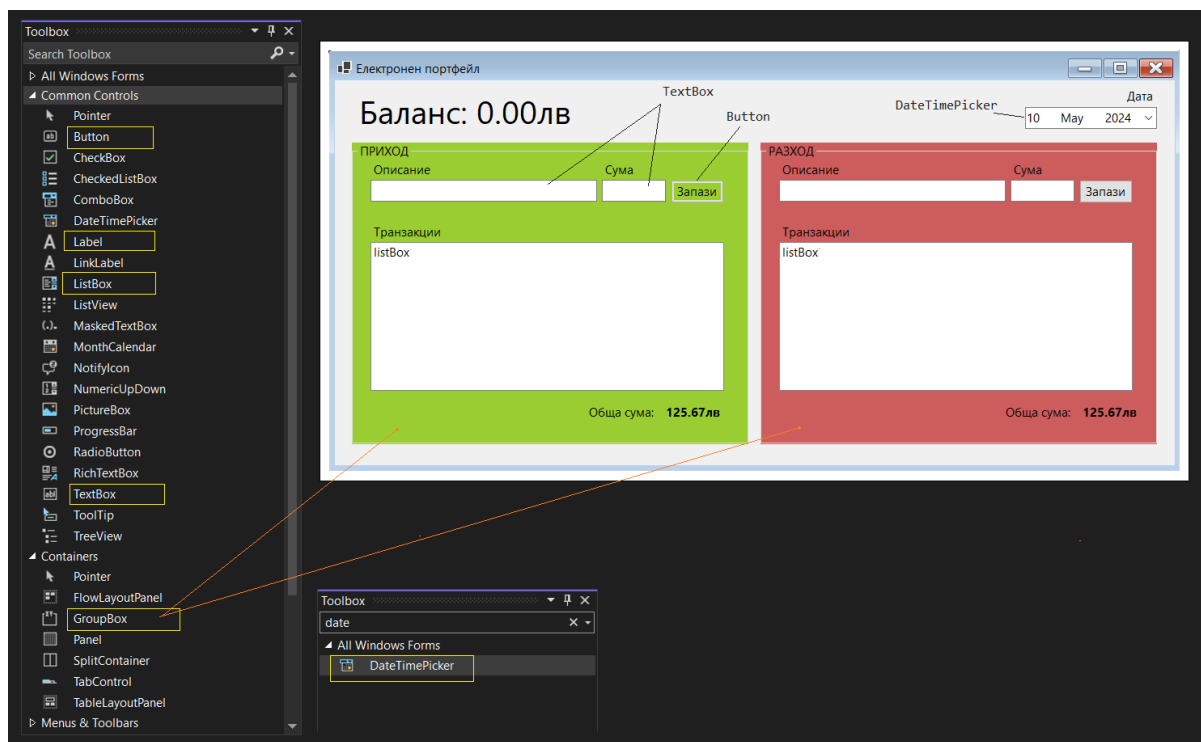 Toolbox
Search Toolbox
All Windows Forms
Common Controls
Pointer
Button
CheckBox
CheckedListBox
ComboBox
DateTimePicker
Label
LinkLabel
ListBox
ListView
MaskedTextBox
MonthCalendar
NotifyIcon
NumericUpDown
PictureBox
ProgressBar
RadioButton
RichTextBox
TextBox
ToolTip
TreeView
Containers
Pointer
FlowLayoutPanel
GroupBox
Panel
SplitContainer
TabControl
TableLayoutPanel
Menus & Toolbars
Електронен портфейл
Баланс: 0.00лв
TextBox
Button
DateTimePicker
Дата
10 May 2024
ПРИХОД
Описание Сума
Запази
Транзакции
listBox
Обща сума: 125.67лв
РАЗХОД
Описание Сума
Запази
Транзакции
listBox
Обща сума: 125.67лв
Toolbox
date
All Windows Forms
DateTimePicker